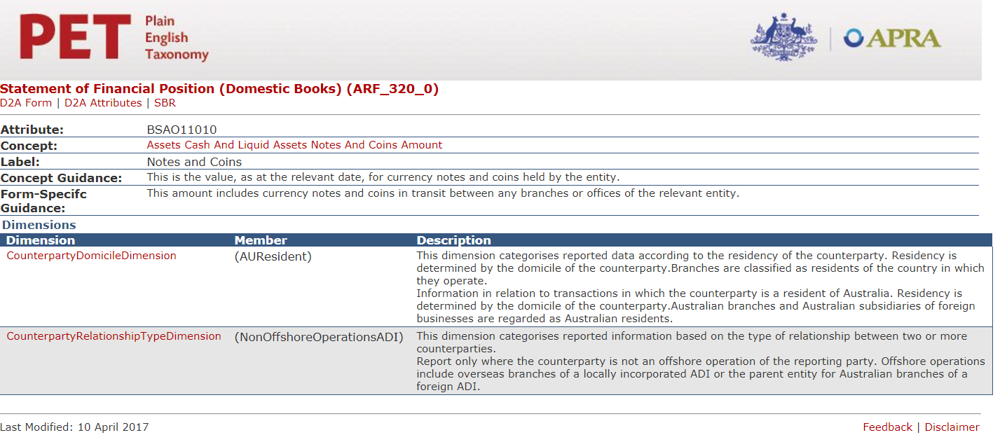 PET Plain
English
Taxonomy
APRA
Statement of Financial Position (Domestic Books) (ARF_320_0)
D2A Form | D2A Attributes | SBR
Attribute: BSAO11010
Concept: Assets Cash And Liquid Assets Notes And Coins Amount
Label: Notes and Coins
Concept Guidance: This is the value, as at the relevant date, for currency notes and coins held by the entity.
Form-Specifc This amount includes currency notes and coins in transit between any branches or offices of the relevant entity.
Guidance:
Dimensions
Dimension Member Description
CounterpartyDomicileDimension (AUResident) This dimension categorises reported data according to the residency of the counterparty. Residency is
determined by the domicile of the counterparty.Branches are classified as residents of the country in which
they operate.
Information in relation to transactions in which the counterparty is a resident of Australia. Residency is
determined by the domicile of the counterparty.Australian branches and Australian subsidiaries of foreign
businesses are regarded as Australian residents.
CounterpartyRelationshipTypeDimension (NonOffshoreOperationsADI) This dimension categorises reported information based on the type of relationship between two or more
counterparties.
Report only where the counterparty is not an offshore operation of the reporting party. Offshore operations
include overseas branches of a locally incorporated ADI or the parent entity for Australian branches of a
foreign ADI.
Last Modified: 10 April 2017 Feedback | Disclaimer